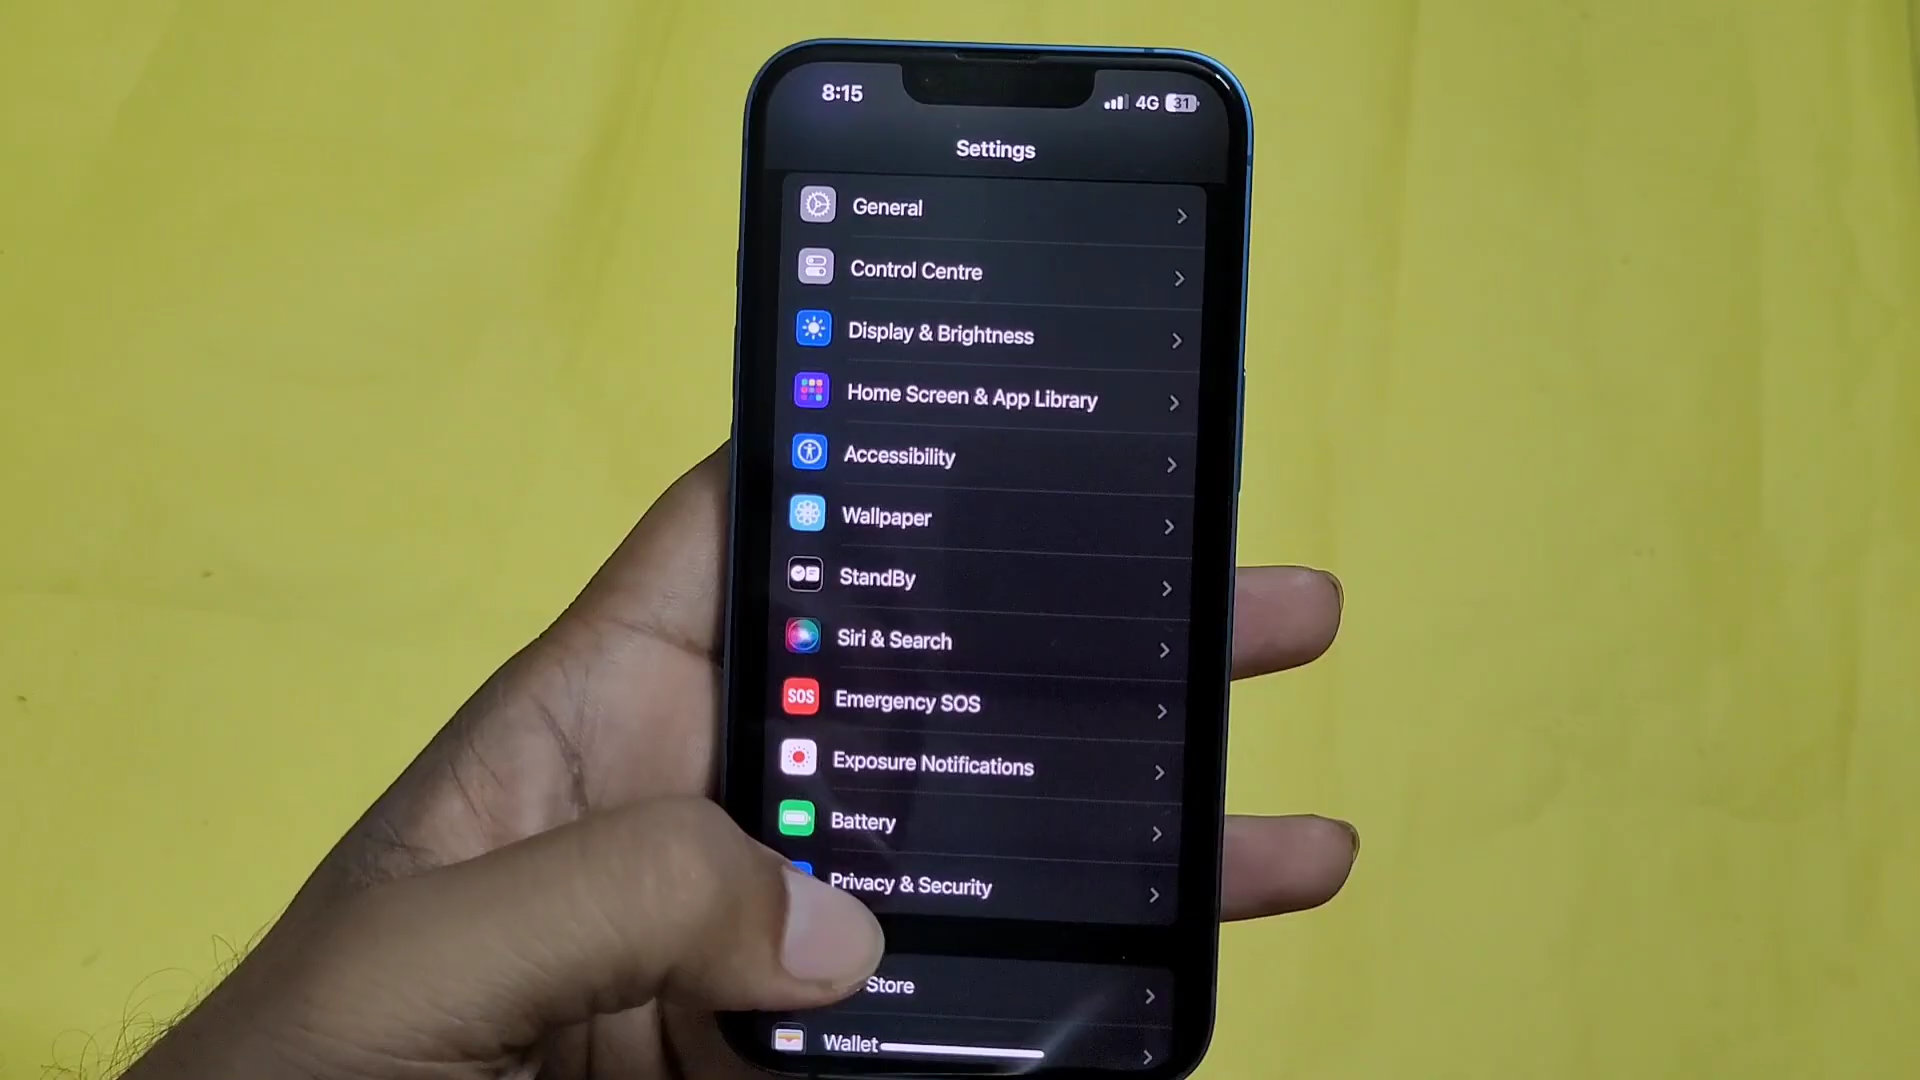 8:15
4G 31
Settings
General
Control Centre
Display & Brightness
Home Screen & App Library
Accessibility
Wallpaper
StandBy
Siri & Search
SOS Emergency SOS
Exposure Notifications
Battery
Privacy & Security
Store
Wallet